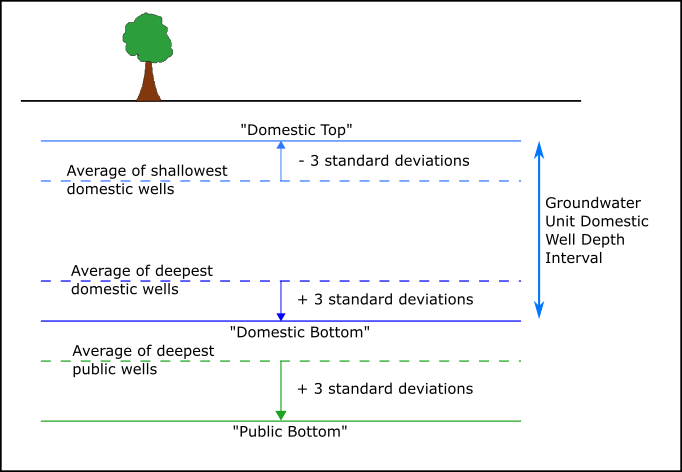 "Domestic Top"
- 3 standard deviations
Average of shallowest
domestic wells
Groundwater
Unit Domestic
Well Depth
Interval
Average of deepest
domestic wells
+ 3 standard deviations
"Domestic Bottom"
Average of deepest
public wells
+ 3 standard deviations
"Public Bottom"